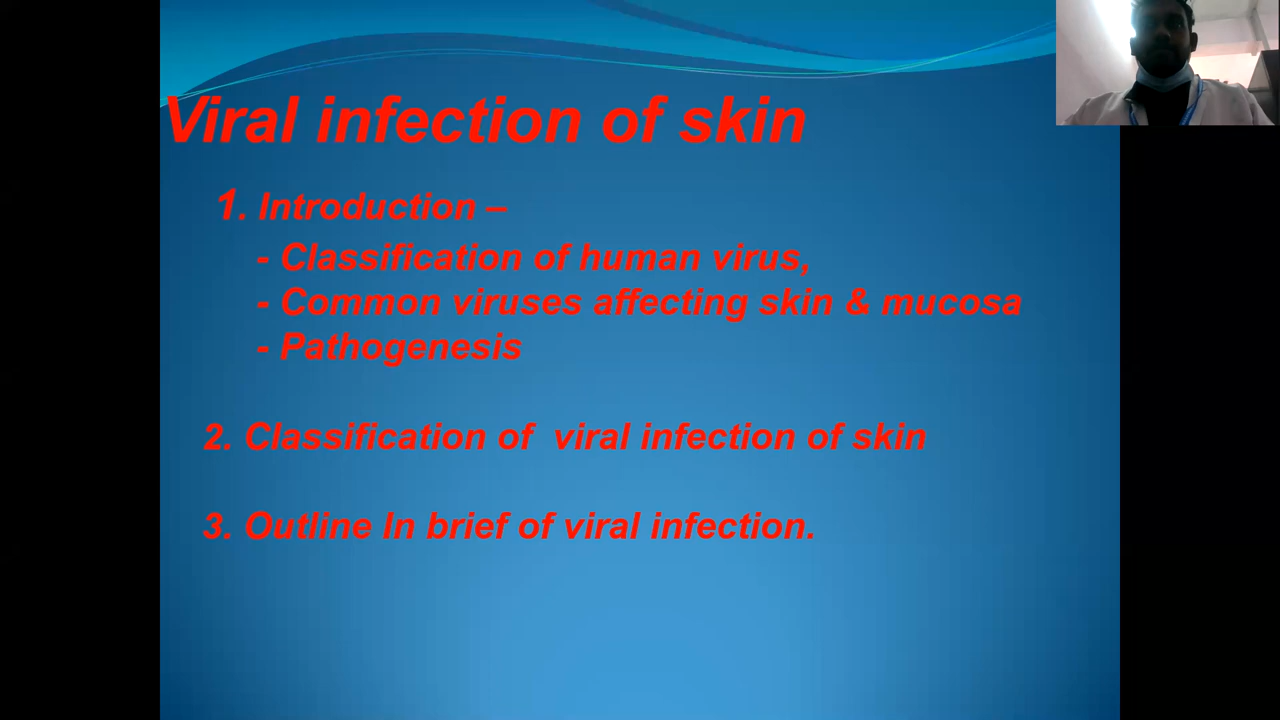 Viral infection of skin
1. Introduction –
- Classification of human virus,
- Common viruses affecting skin & mucosa
- Pathogenesis
2. Classification of viral infection of skin
3. Outline In brief of viral infection.